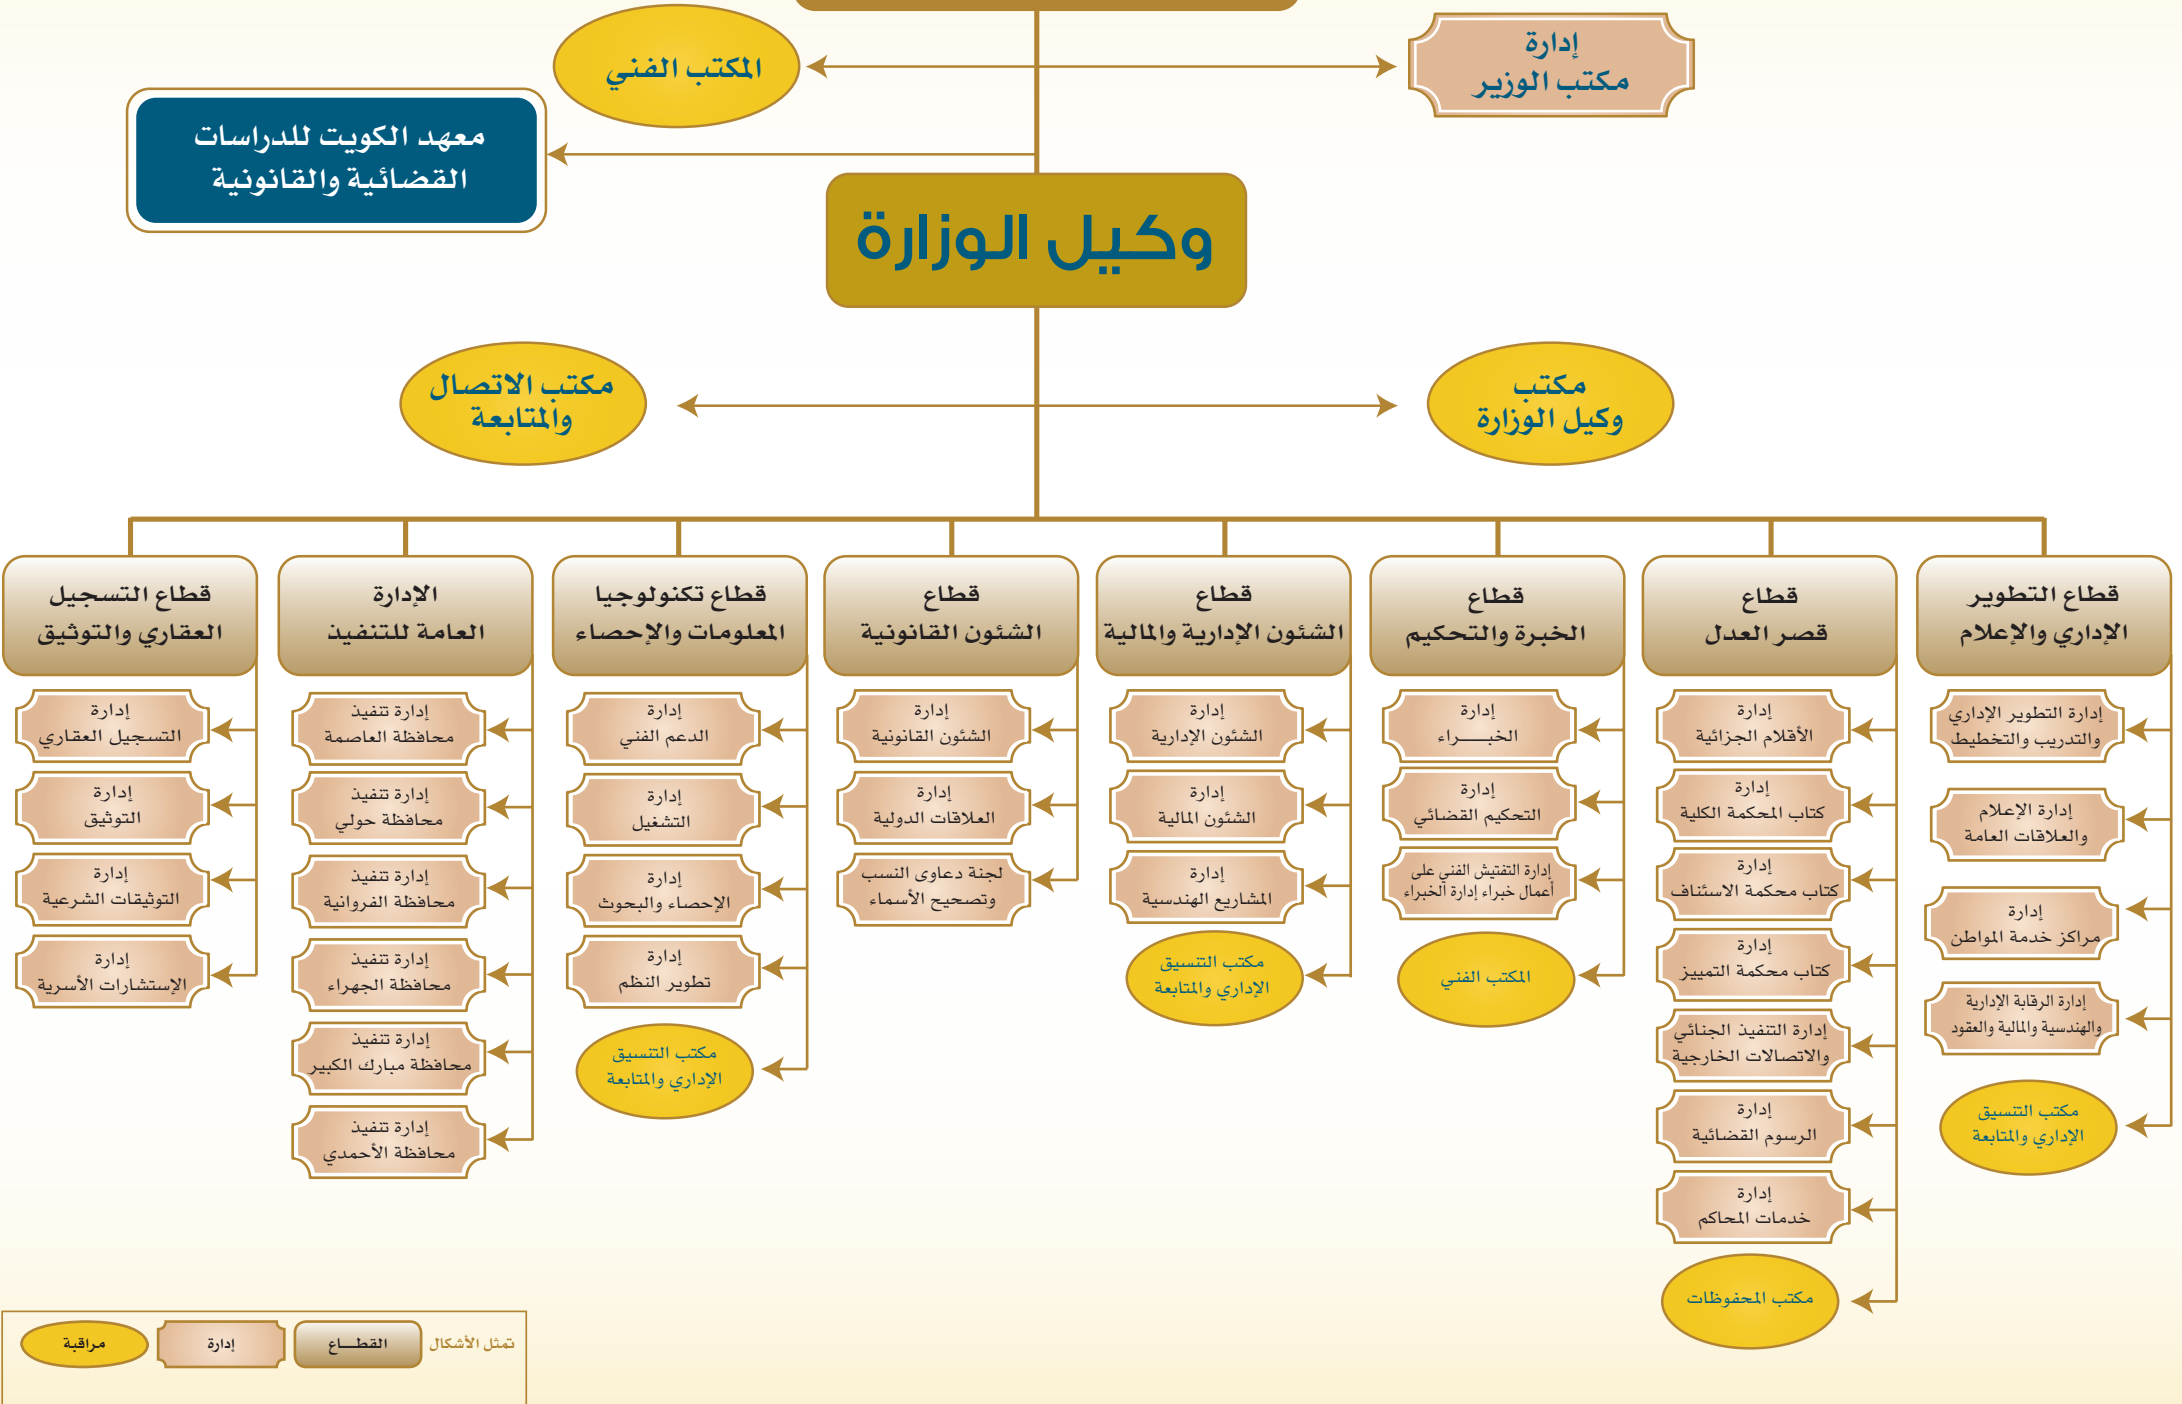 إدارة
مكتب الوزير
المكتب الفني
معهد الكويت للدراسات
القضائية والقانونية
وكيل الوزارة
مكتب
وكيل الوزارة
مكتب الاتصال
والمتابعة
قطاع التطوير
الإداري والإعلام
إدارة التطوير الإداري
والتدريب والتخطيط
إدارة الإعلام
والعلاقات العامة
إدارة
مراكز خدمة المواطن
إدارة الرقابة الإدارية
والهندسية والمالية والعقود
مكتب التنسيق
الإداري والمتابعة
قطاع
قصر العدل
إدارة
الأقلام الجزائية
إدارة
كتاب المحكمة الكلية
إدارة
كتاب محكمة الاسئناف
إدارة
كتاب محكمة التمييز
إدارة التنفيذ الجنائي
والاتصالات الخارجية
إدارة
الرسوم القضائية
إدارة
خدمات المحاكم
مكتب المحفوظات
قطاع
الخبرة والتحكيم
إدارة
الخبـــــراء
إدارة
التحكيم القضائي
إدارة التفتيش الفني على
أعمال خبراء إدارة الخبراء
المكتب الفني
قطاع
الشئون الإدارية والمالية
إدارة
الشئون الإدارية
إدارة
الشئون المالية
إدارة
المشاريع الهندسية
مكتب التنسيق
الإداري والمتابعة
قطاع
الشئون القانونية
إدارة
الشئون القانونية
إدارة
العلاقات الدولية
لجنة دعاوى النسب
وتصحيح الأسماء
قطاع تكنولوجيا
المعلومات والإحصاء
إدارة
الدعم الفني
إدارة
التشغيل
إدارة
الإحصاء والبحوث
إدارة
تطوير النظم
مكتب التنسيق
الإداري والمتابعة
الإدارة
العامة للتنفيذ
إدارة تنفيذ
محافظة العاصمة
إدارة تنفيذ
محافظة حولي
إدارة تنفيذ
محافظة الفروانية
إدارة تنفيذ
محافظة الجهراء
إدارة تنفيذ
محافظة مبارك الكبير
إدارة تنفيذ
محافظة الأحمدي
قطاع التسجيل
العقاري والتوثيق
إدارة
التسجيل العقاري
إدارة
التوثيق
إدارة
التوثيقات الشرعية
إدارة
الإستشارات الأسرية
تمثل الأشكال
القطـــاع
إدارة
مراقبة